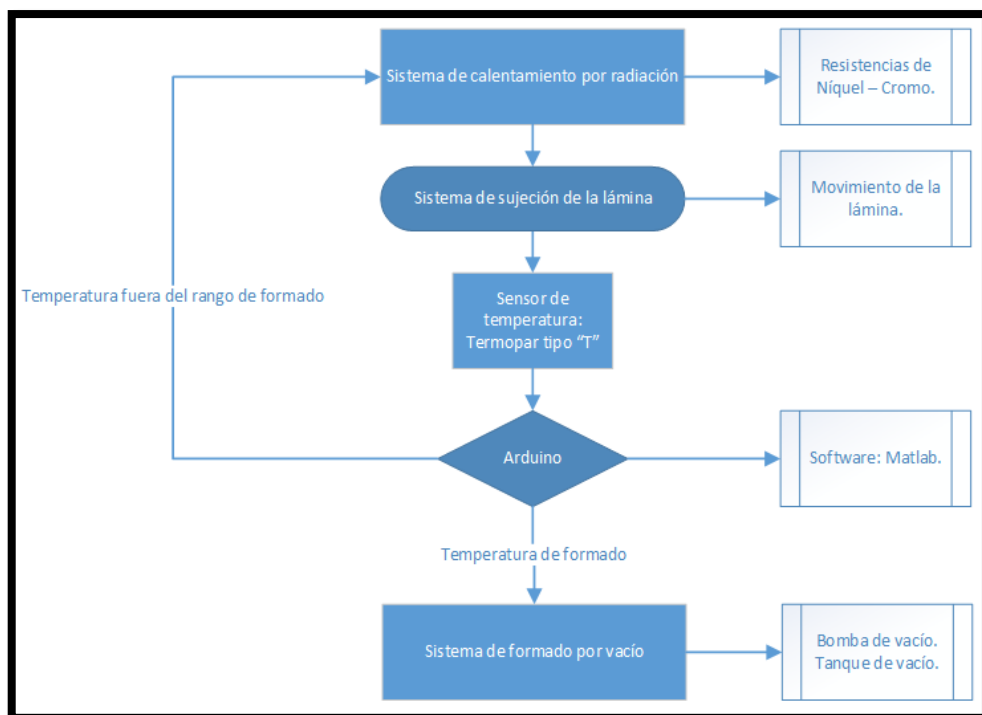 Sistema de calentamiento por radiación
Resistencias de
Níquel – Cromo.
Sistema de sujeción de la lámina
Movimiento de la
lámina.
Temperatura fuera del rango de formado
Sensor de
temperatura:
Termopar tipo “T”
Arduino
Software: Matlab.
Temperatura de formado
Sistema de formado por vacío
Bomba de vacío.
Tanque de vacío.